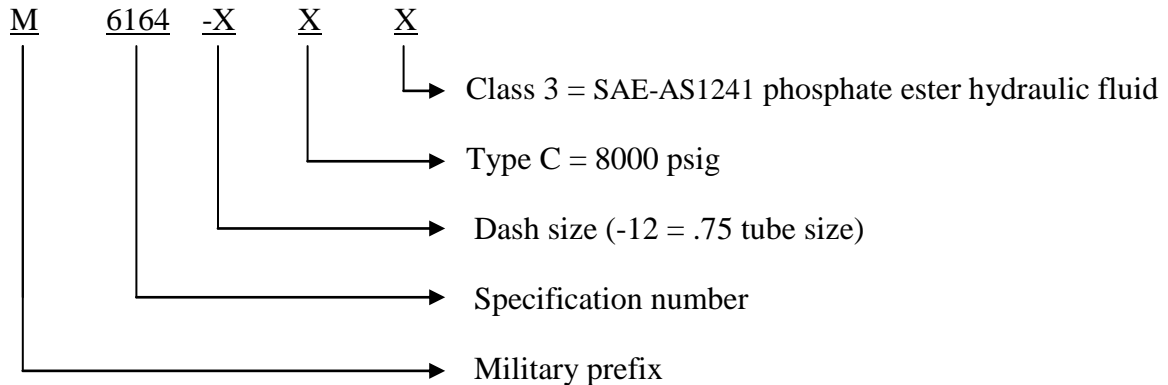 M 6164 -X X X
Class 3 = SAE-AS1241 phosphate ester hydraulic fluid
Type C = 8000 psig
Dash size (-12 = .75 tube size)
Specification number
Military prefix